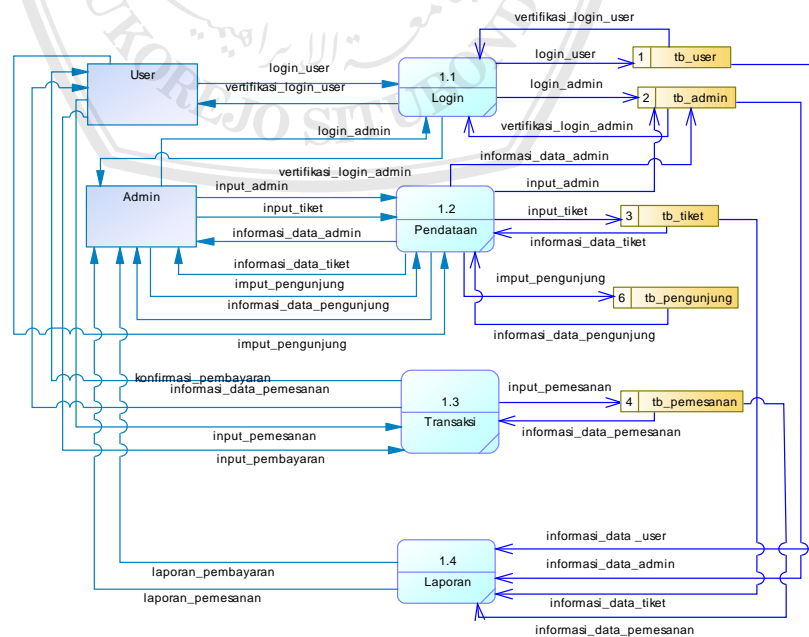 vertifikasi_login_user
login_user
1 tb_user
User
login_user
vertifikasi_login_user
1.1
Login
login_admin
2 tb_admin
vertifikasi_login_admin
login_admin
UKOREJO SITUBOND
informasi_data_admin
vertifikasi_login_admin
Admin
input_admin
input_tiket
informasi_data_admin
informasi_data_tiket
imput_pengunjung
informasi_data_pengunjung
imput_pengunjung
1.2
Pendataan
input_admin
input_tiket
3 tb_tiket
informasi_data_tiket
imput_pengunjung
6 tb_pengunjung
informasi_data_pengunjung
konfirmasi_pembayaran
informasi_data_pemesanan
input_pemesanan
input_pembayaran
1.3
Transaksi
input_pemesanan
4 tb_pemesanan
informasi_data_pemesanan
laporan_pembayaran
laporan_pemesanan
1.4
Laporan
informasi_data _user
informasi_data_admin
informasi_data_tiket
informasi_data_pemesanan